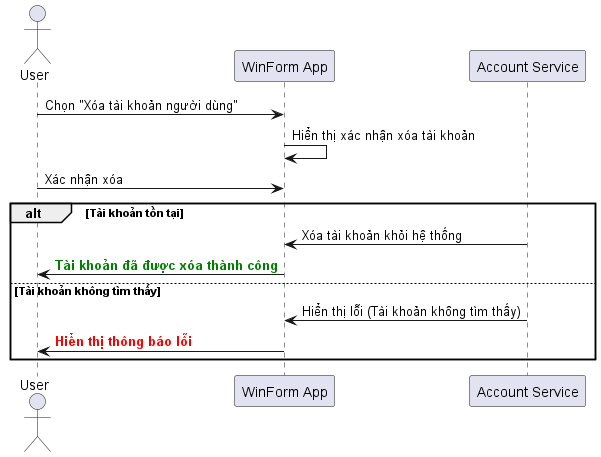 User
WinForm App
Account Service
Chọn "Xóa tài khoản người dùng"
Hiển thị xác nhận xóa tài khoản
Xác nhận xóa
alt [Tài khoản tồn tại]
Xóa tài khoản khỏi hệ thống
Tài khoản đã được xóa thành công
[Tài khoản không tìm thấy]
Hiển thị lỗi (Tài khoản không tìm thấy)
Hiển thị thông báo lỗi
User
WinForm App
Account Service